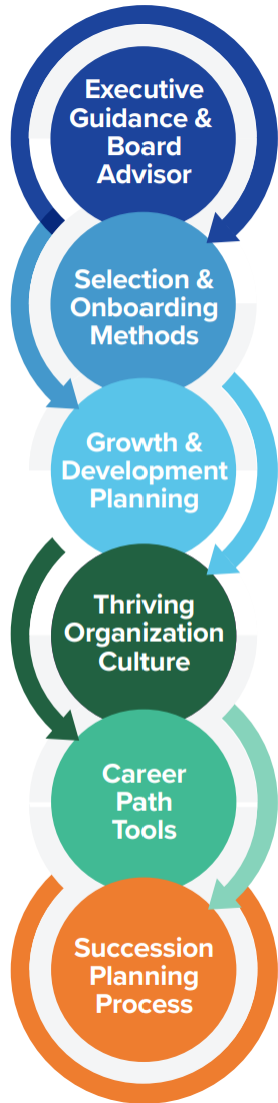 Executive
Guidance &
Board
Advisor
Selection &
Onboarding
Methods
Growth &
Development
Planning
Thriving
Organization
Culture
Career
Path
Tools
Succession
Planning
Process